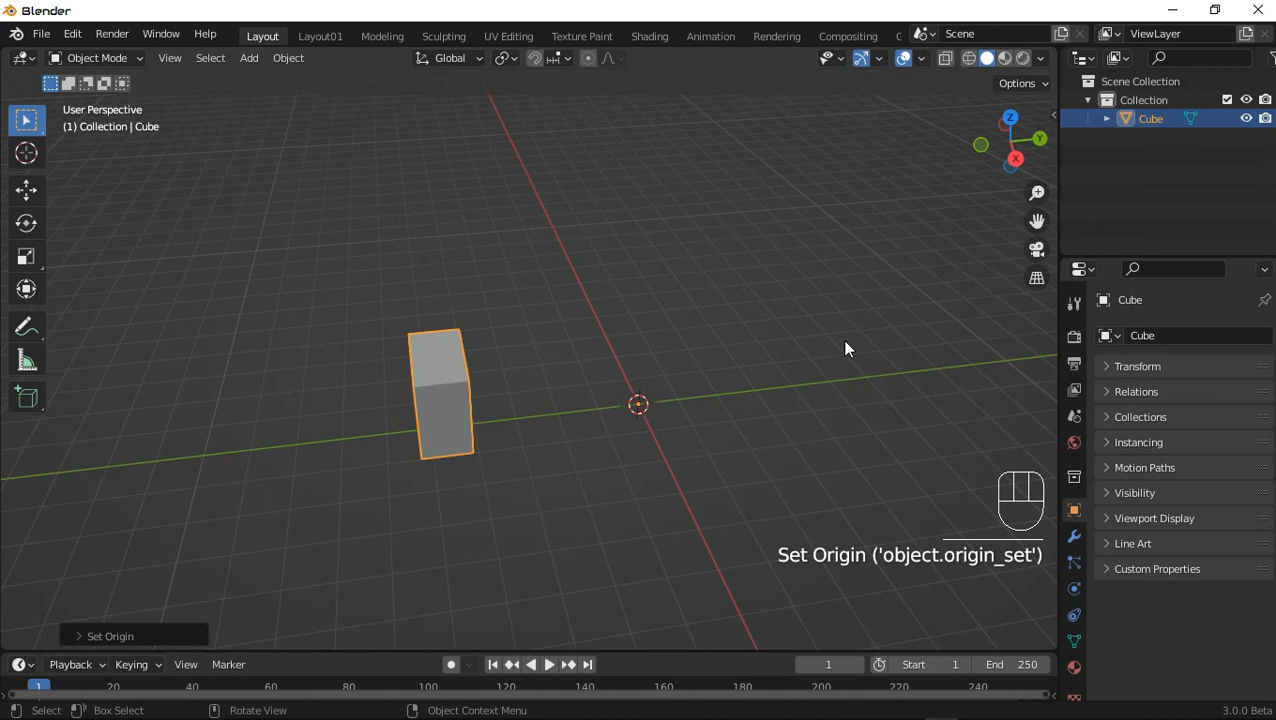 Blender
File Edit Render Window Help Layout Layout01 Modeling Sculpting UV Editing Texture Paint Shading Animation Rendering Compositing C Scene ViewLayer
Object Mode View Select Add Object Global
Options
User Perspective
(1) Collection | Cube
Z
Y
X
Scene Collection
Collection
Cube
Cube
Cube
Transform
Relations
Collections
Instancing
Motion Paths
Visibility
Viewport Display
Line Art
Custom Properties
Set Origin ('object.origin_set')
Set Origin
Playback Keying View Marker 1 Start 1 End 250
1 20 40 60 80 100 120 140 160 180 200 220 240
Select Box Select Rotate View Object Context Menu 3.0.0 Beta